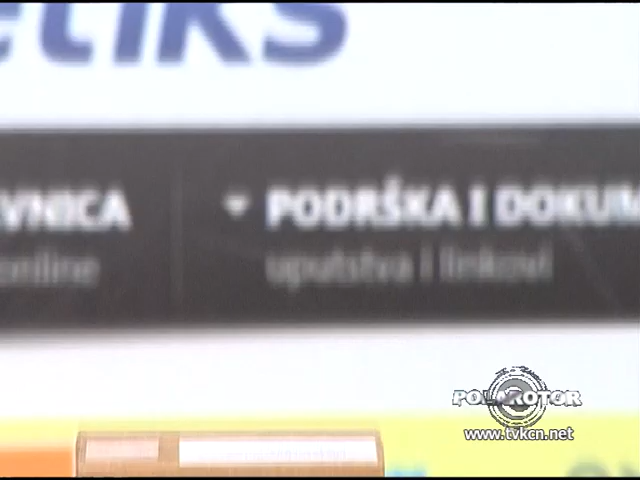 etiks
VNICA
online
PODRŠKA I DOKUM
uputstva i linkovi
POLAROTOR
www.tvkcn.net